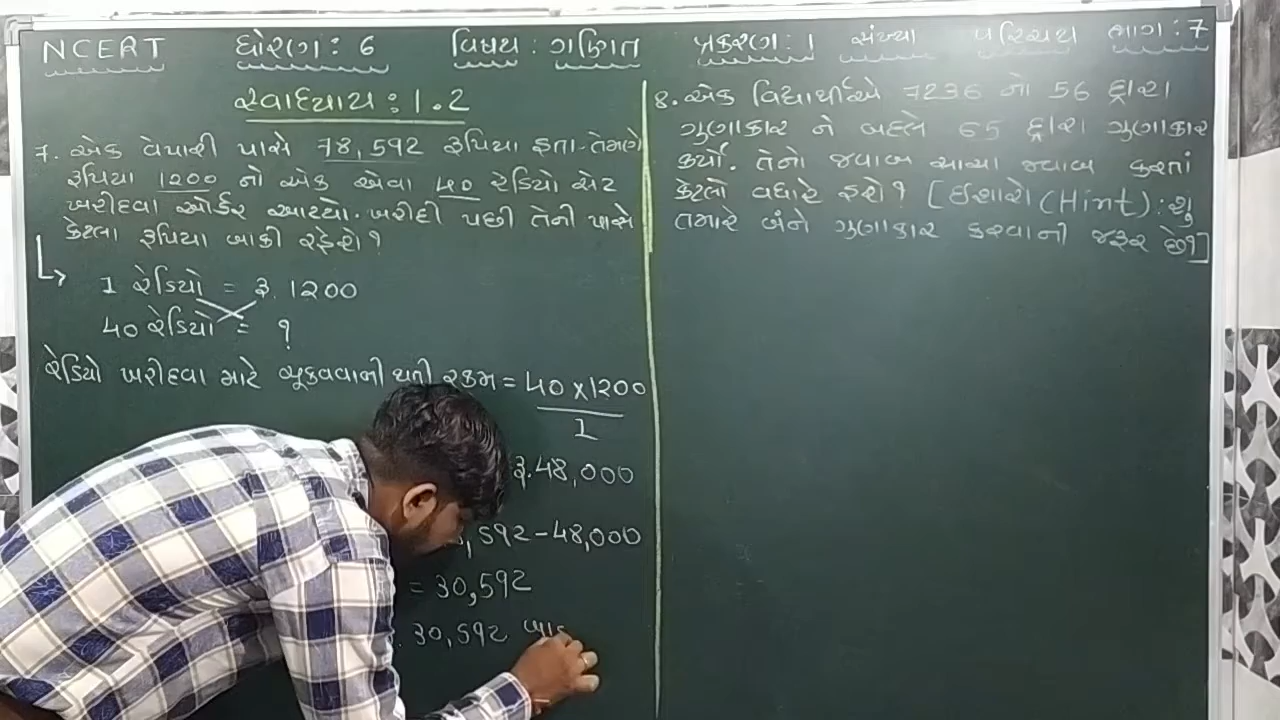 NCERT ધોરણ : 6 વિષય : ગણિત પ્રકરણ : 1 સંખ્યા પરિચય ભાગ : 7
સ્વાધ્યાય : 1.2
7. એક વેપારી પાસે 78,592 રૂપિયા હતા. તેમણે
રૂપિયા 1200 નો એક એવા 40 રેડિયો સેટ
ખરીદવા ઓર્ડર આપ્યો. ખરીદી પછી તેની પાસે
કેટલા રૂપિયા બાકી રહેશે ?
1 રેડિયો = રૂ. 1200
40 રેડિયો = ?
રેડિયો ખરીદવા માટે ચૂકવવાની થતી રકમ = 40 × 1200
1
રૂ. 48,000
,592 - 48,000
= 30,592
. 30,592
8. એક વિદ્યાર્થીએ 7236 નો 56 દ્વારા
ગુણાકાર ને બદલે 65 દ્વારા ગુણાકાર
કર્યો. તેનો જવાબ સાચા જવાબ કરતાં
કેટલો વધારે હશે ? [ ઈશારો (Hint) : શુ
તમારે બંને ગુણાકાર કરવાની જરૂર છે ? ]